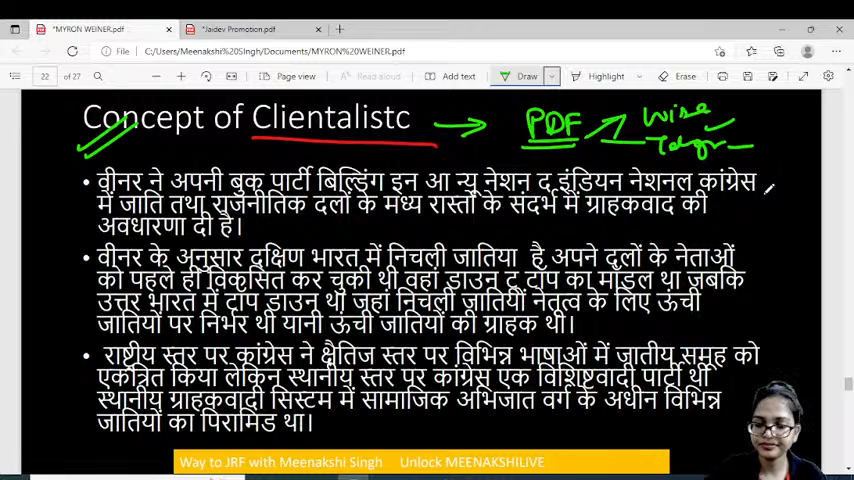 *MYRON WEINER.pdf
*Jaidev Promotion.pdf
File
C:/Users/Meenakshi%20SIngh/Documents/MYRON%20WEINER.pdf
22 of 27
Page view
Read aloud
Add text
Draw
Highlight
Erase
Concept of Clientalistc
PDF
Wise
• वीनर ने अपनी बुक पार्टी बिल्डिंग इन आ न्यू नेशन द इंडियन नेशनल कांग्रेस
में जाति तथा राजनीतिक दलों के मध्य रास्तों के संदर्भ में ग्राहकवाद की
अवधारणा दी है।
• वीनर के अनुसार दक्षिण भारत में निचली जातिया है अपने दलों के नेताओं
को पहले ही विकसित कर चुकी थी वहां डाउन टू टॉप का मॉडल था जबकि
उत्तर भारत में टॉप डाउन था जहां निचली जातियों नेतृत्व के लिए ऊंची
जातियों पर निर्भर थी यानी ऊंची जातियों की ग्राहक थी।
• राष्ट्रीय स्तर पर कांग्रेस ने क्षैतिज स्तर पर विभिन्न भाषाओं में जातीय समूह को
एकत्रित किया लेकिन स्थानीय स्तर पर कांग्रेस एक विशिष्टवादी पार्टी थी
स्थानीय ग्राहकवादी सिस्टम में सामाजिक अभिजात वर्ग के अधीन विभिन्न
जातियों का पिरामिड था।
Way to JRF with Meenakshi Singh Unlock MEENAKSHILIVE